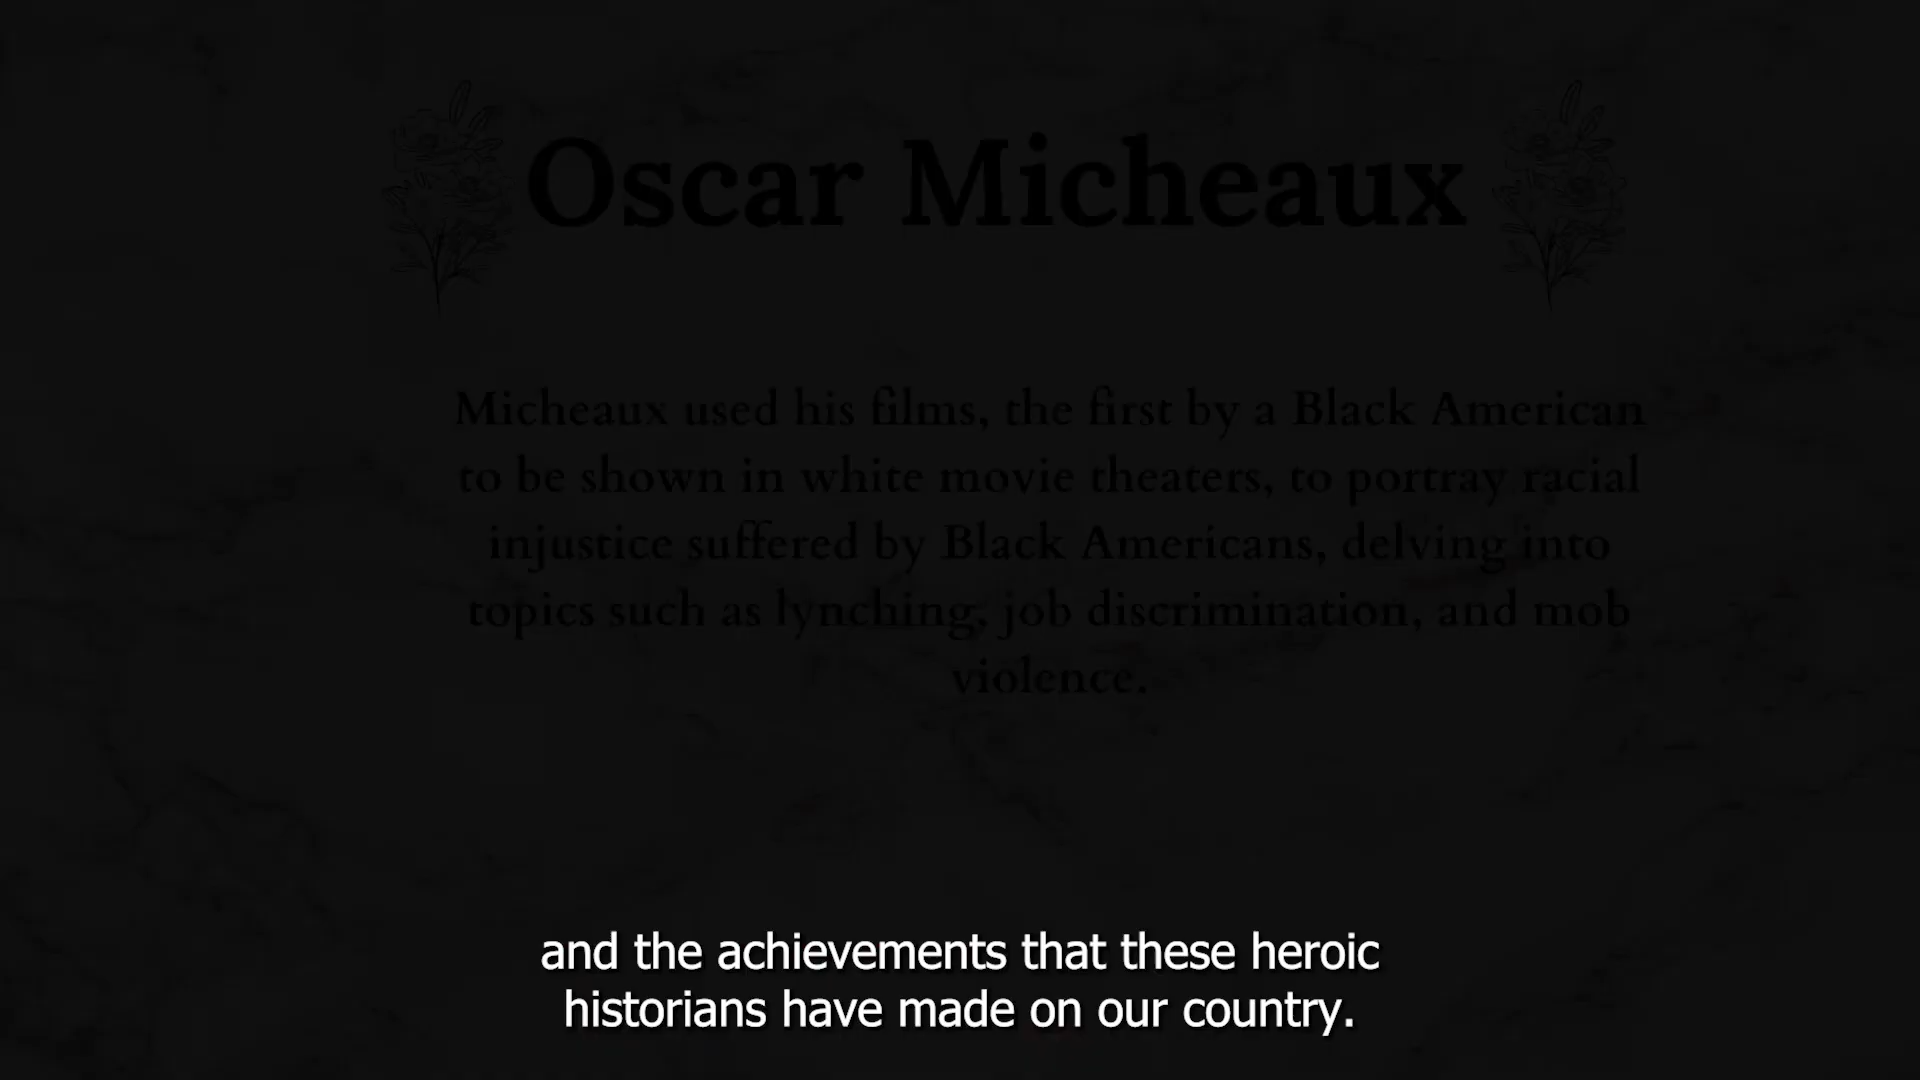 Oscar Micheaux
Micheaux used his films, the first by a Black American
to be shown in white movie theaters, to portray racial
injustice suffered by Black Americans, delving into
topics such as lynching, job discrimination, and mob
violence.
and the achievements that these heroic
historians have made on our country.